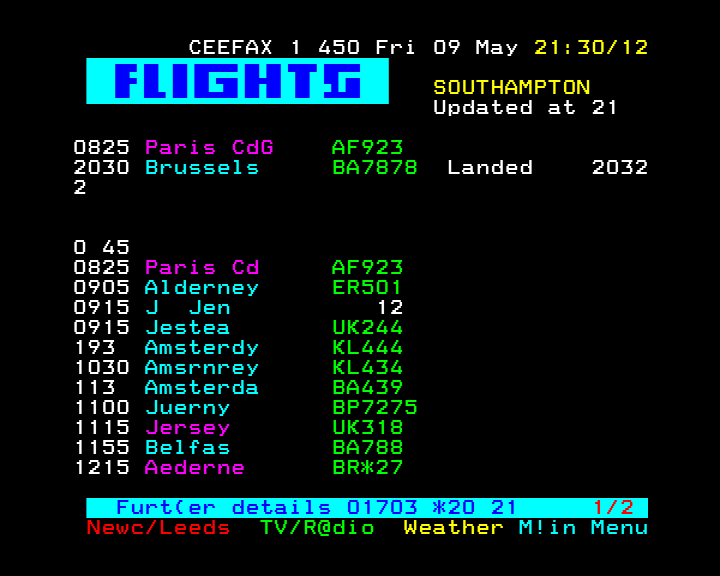 CEEFAX 1 450 Fri 09 May 21:30/12
FLIGHTS
SOUTHAMPTON
Updated at 21
0825 Paris CdG AF923
2030 Brussels BA7878 Landed 2032
2
0 45
0825 Paris Cd AF923
0905 Alderney ER501
0915 J Jen 12
0915 Jestea UK244
193 Amsterdy KL444
1030 Amsrnrey KL434
113 Amsterda BA439
1100 Juerny BP7275
1115 Jersey UK318
1155 Belfas BA788
1215 Aederne BR*27
Furt(er details 01703 *20 21 1/2
Newc/Leeds TV/R@dio Weather M!in Menu